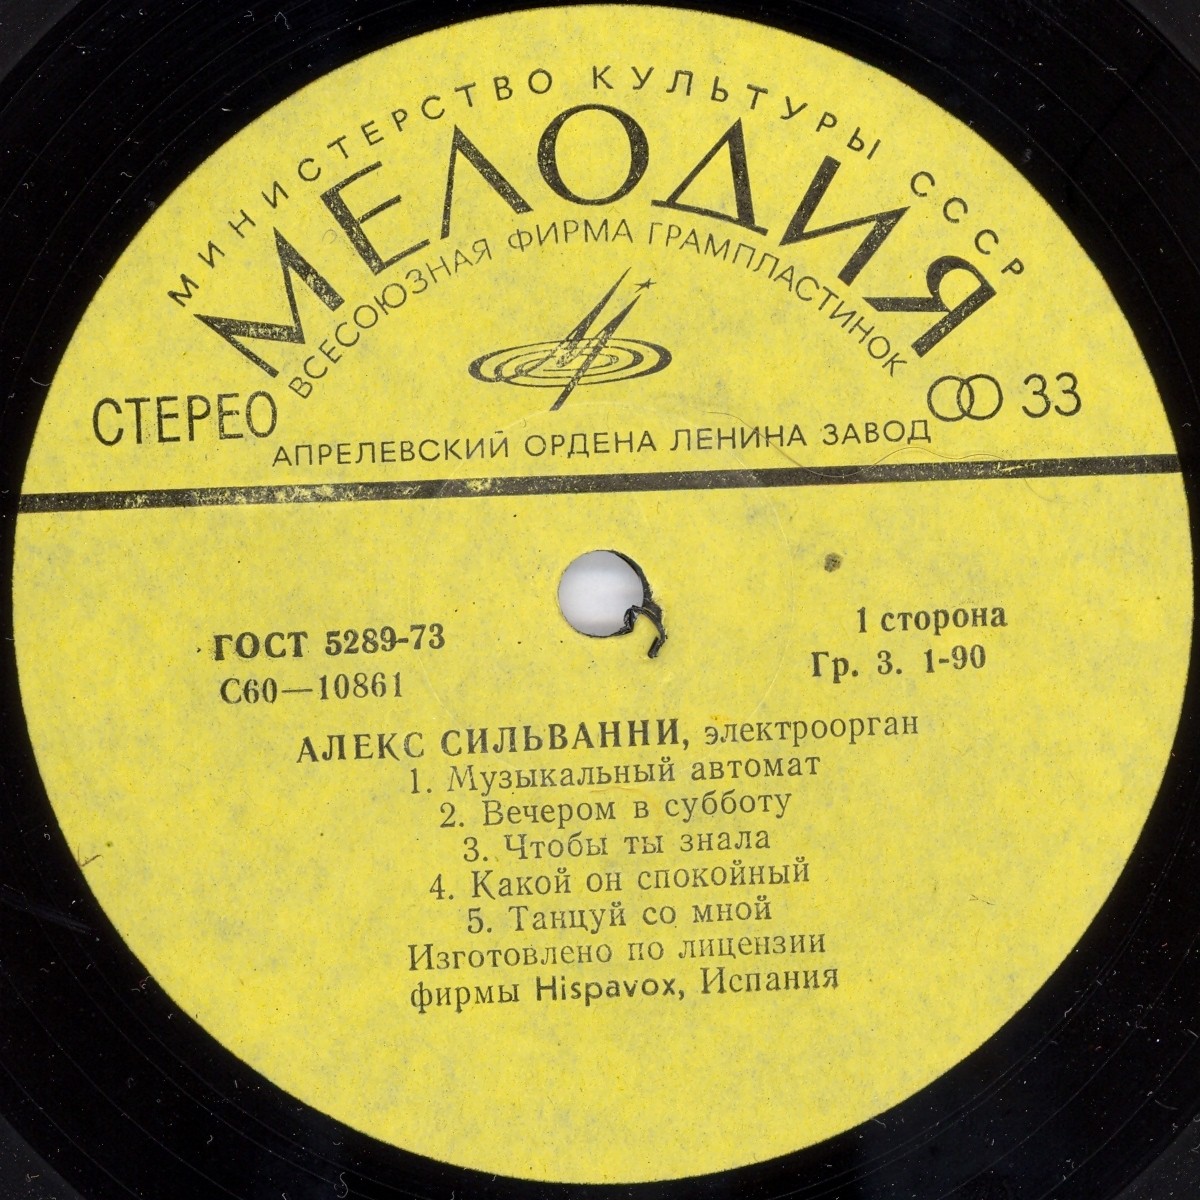 МИНИСТЕРСТВО КУЛЬТУРЫ СССР
МЕЛОДИЯ
ВСЕСОЮЗНАЯ ФИРМА ГРАМПЛАСТИНОК
СТЕРЕО
33
АПРЕЛЕВСКИЙ ОРДЕНА ЛЕНИНА ЗАВОД
ГОСТ 5289-73
С60—10861
1 сторона
Гр. 3. 1-90
АЛЕКС СИЛЬВАННИ, электроорган
1. Музыкальный автомат
2. Вечером в субботу
3. Чтобы ты знала
4. Какой он спокойный
5. Танцуй со мной
Изготовлено по лицензии
фирмы Hispavox, Испания